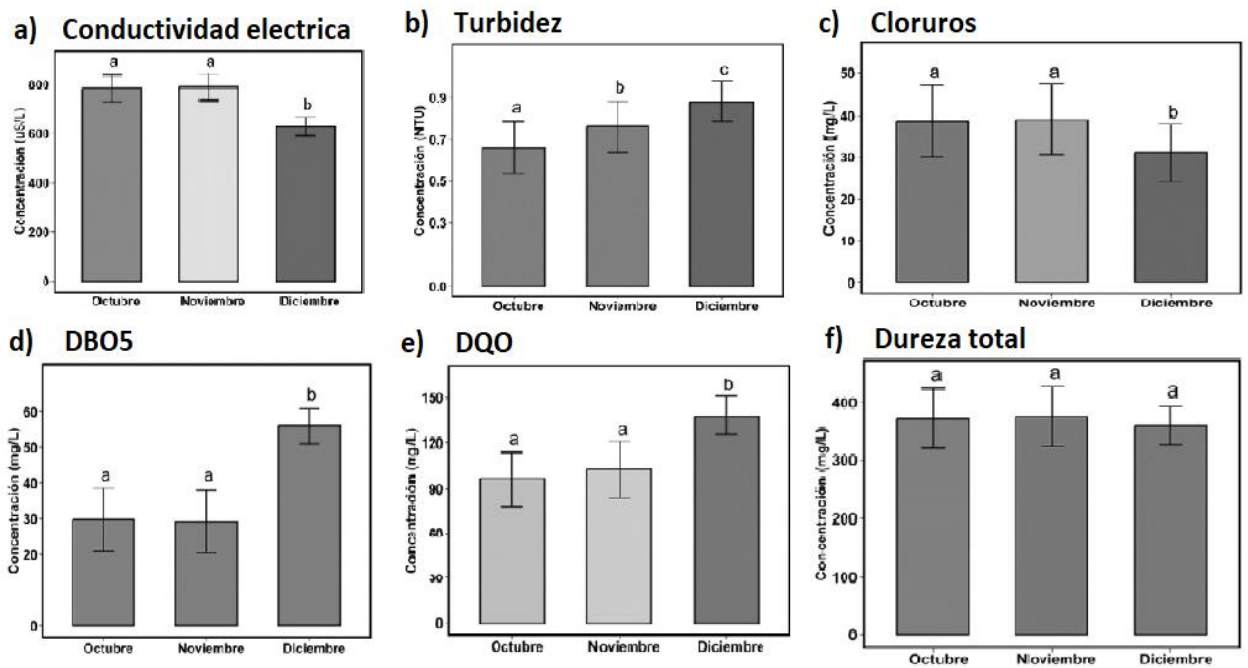 a) Conductividad electrica
Concentracion (uS/L)
800
600
400
200
0
a
a
b
Octubre
Noviembre
Diciembre
b) Turbidez
Concentración (NTU)
0.9
0.7
0.5
0.3
0.0
a
b
c
Octubre
Noviembre
Diciembre
c) Cloruros
Concentración (mg/L)
50
40
30
20
10
0
a
a
b
Octubre
Noviembre
Diciembre
d) DBO5
Concentración (mg/L)
60
50
40
30
20
0
a
a
b
Octubre
Noviembre
Diciembre
e) DQO
Concentración (mg/L)
150
120
90
60
30
0
a
a
b
Octubre
Noviembre
Diciembre
f) Dureza total
Concentración (mg/L)
400
300
200
100
0
a
a
a
Octubre
Noviembre
Diciembre